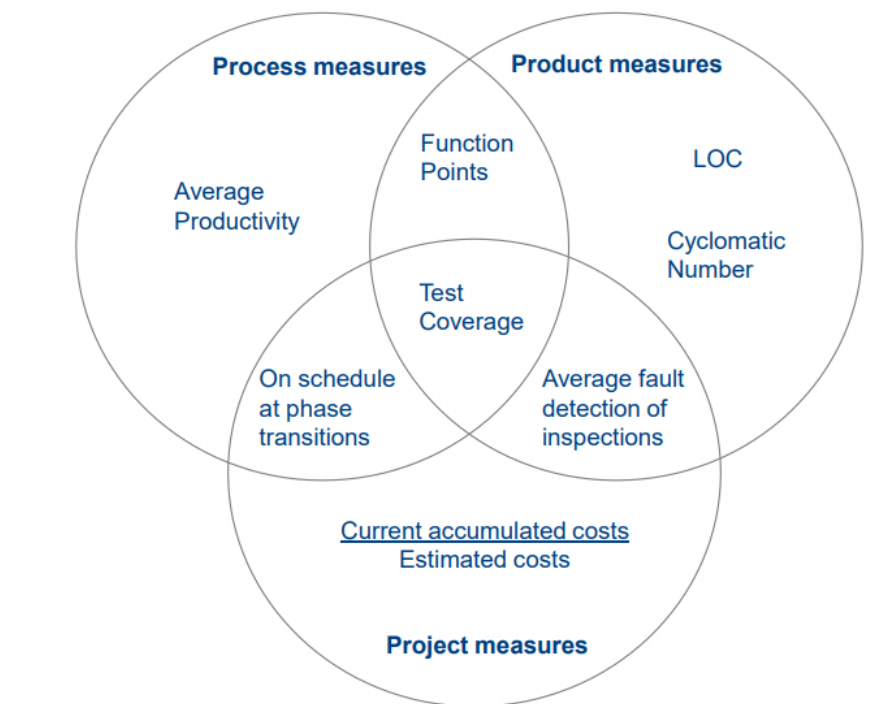 Process measures
Product measures
Function
Points
LOC
Average
Productivity
Cyclomatic
Number
Test
Coverage
On schedule
at phase
transitions
Average fault
detection of
inspections
Current accumulated costs
Estimated costs
Project measures